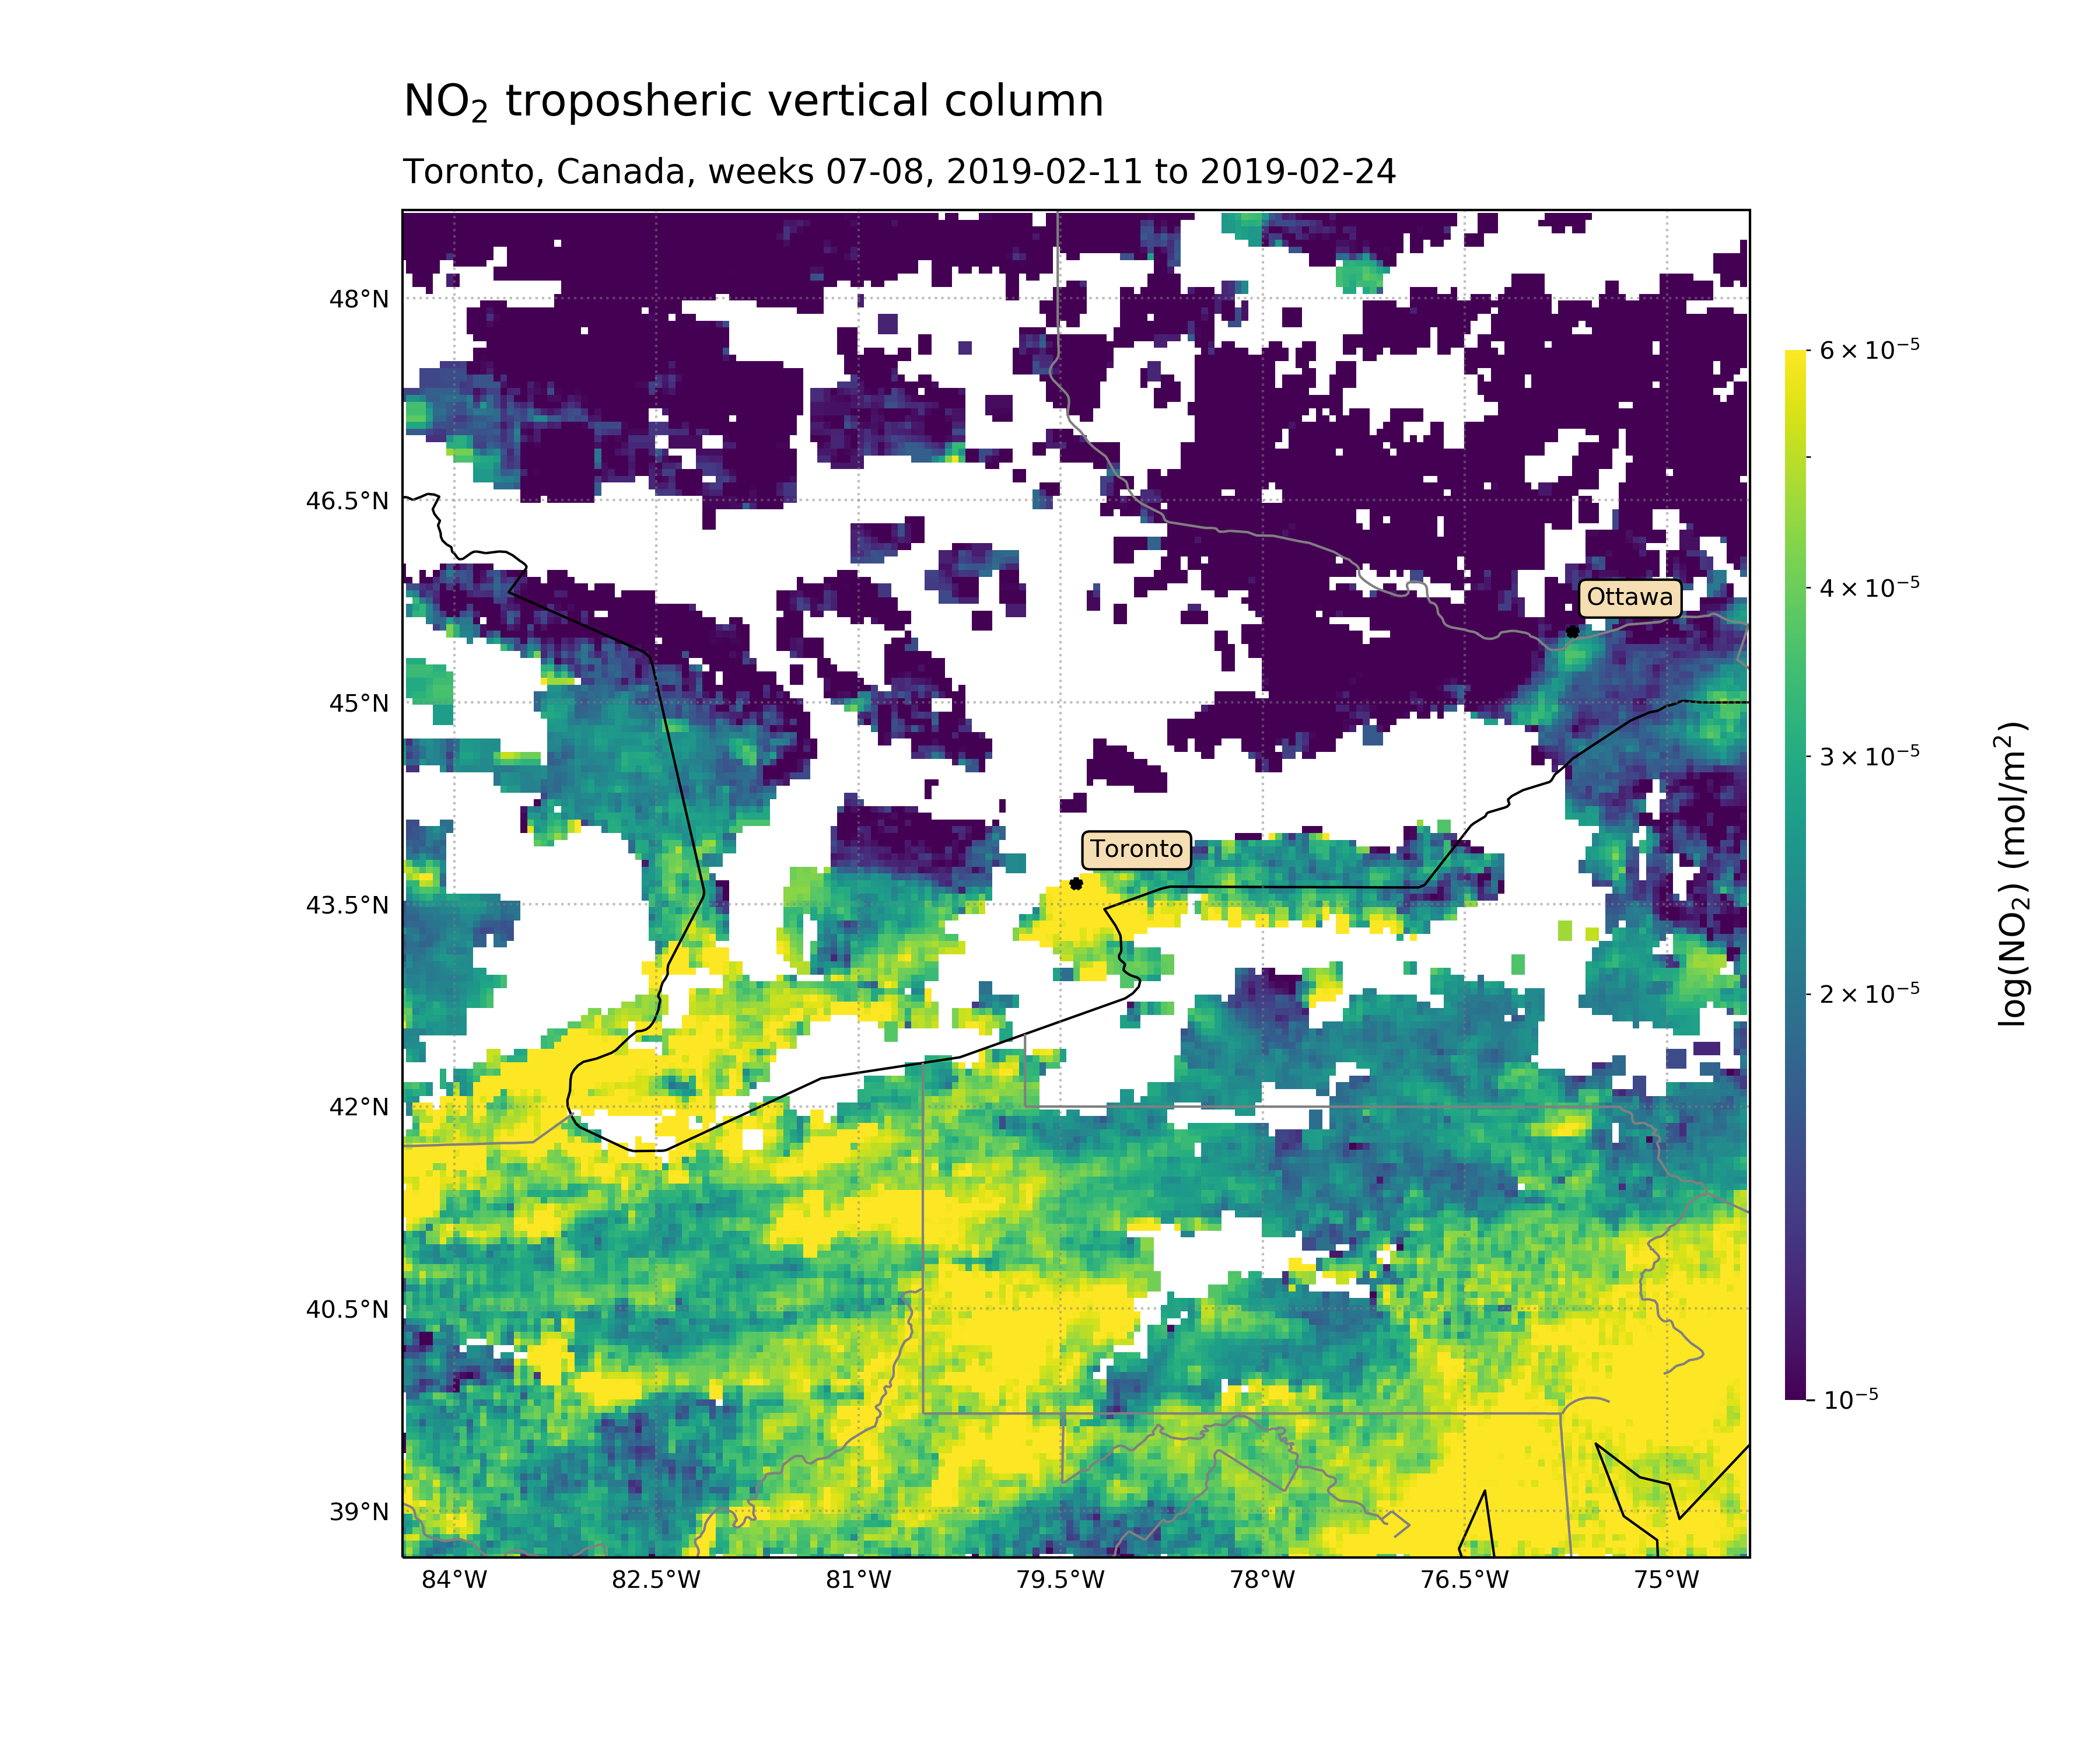 NO₂ troposheric vertical column
Toronto, Canada, weeks 07-08, 2019-02-11 to 2019-02-24
48°N
46.5°N
45°N
43.5°N
42°N
40.5°N
39°N
84°W 82.5°W 81°W 79.5°W 78°W 76.5°W 75°W
Ottawa
Toronto
6 × 10⁻⁵
4 × 10⁻⁵
3 × 10⁻⁵
2 × 10⁻⁵
10⁻⁵
log(NO₂) (mol/m²)